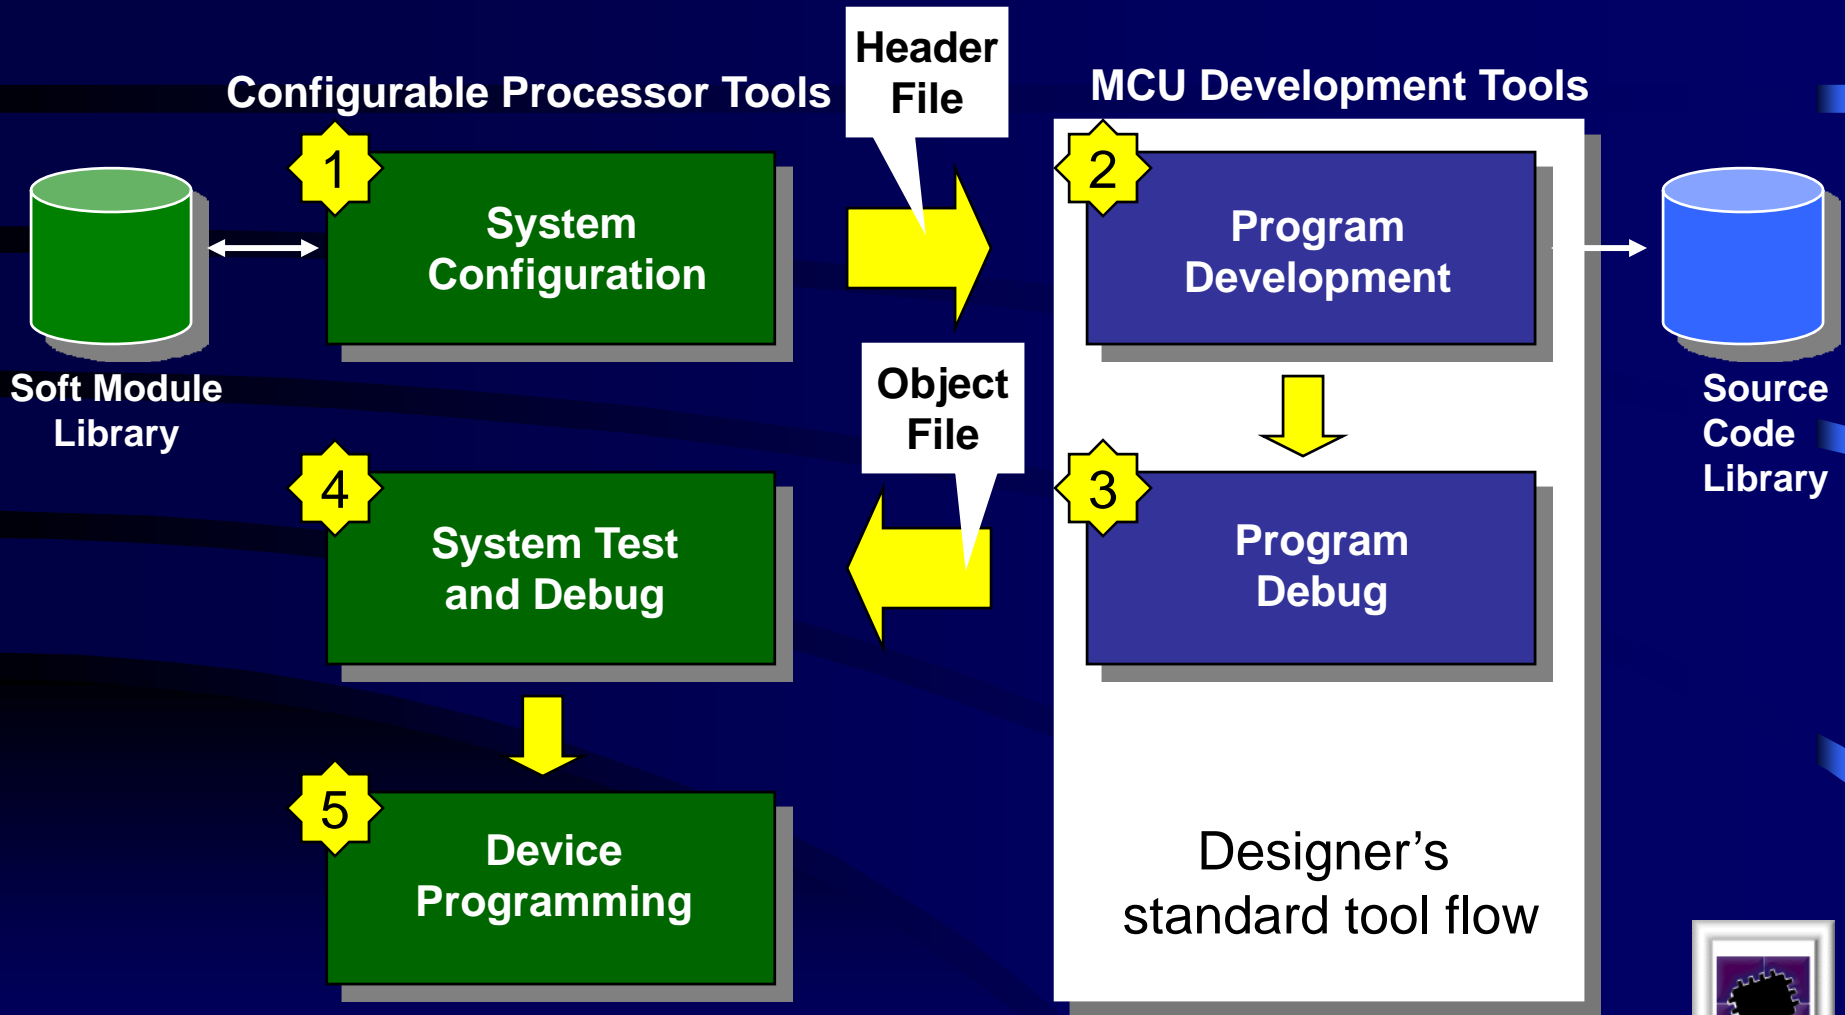 Configurable Processor Tools
Header
File
MCU Development Tools
1
System
Configuration
2
Program
Development
Soft Module
Library
Object
File
Source
Code
Library
4
System Test
and Debug
3
Program
Debug
5
Device
Programming
Designer’s
standard tool flow